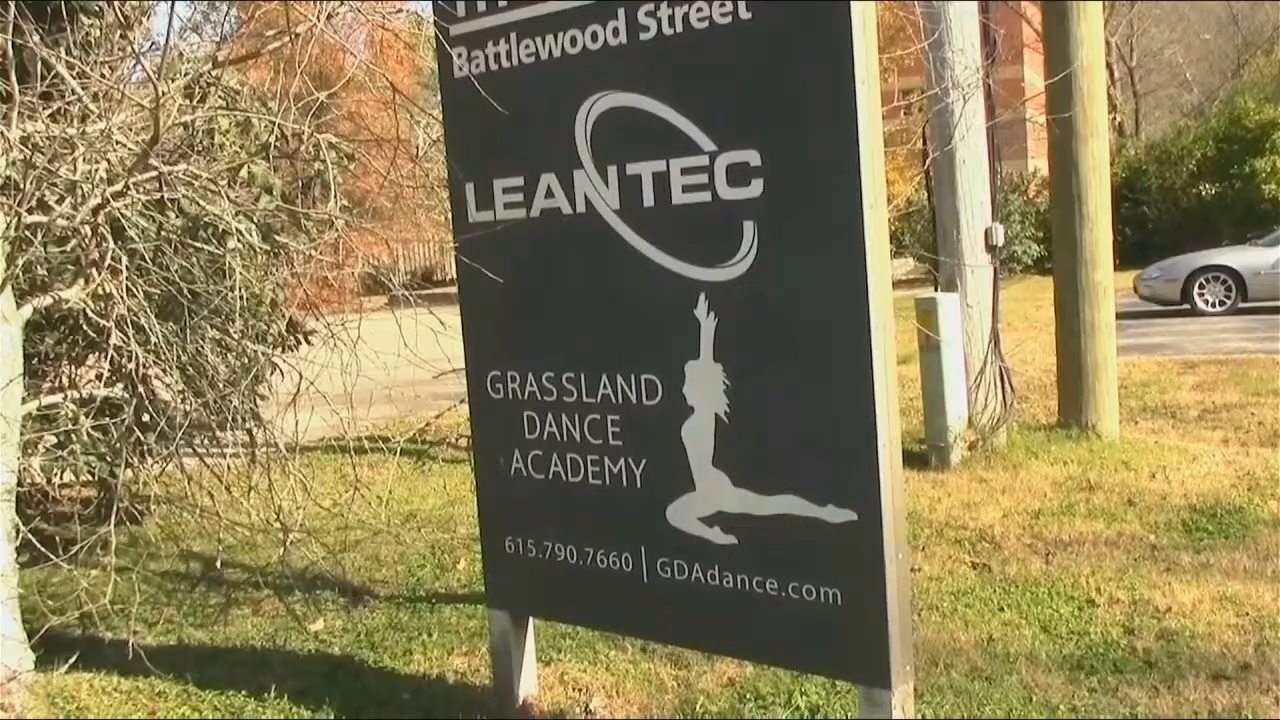 Battlewood Street
LEANTEC
GRASSLAND
DANCE
ACADEMY
615.790.7660 | GDAdance.com